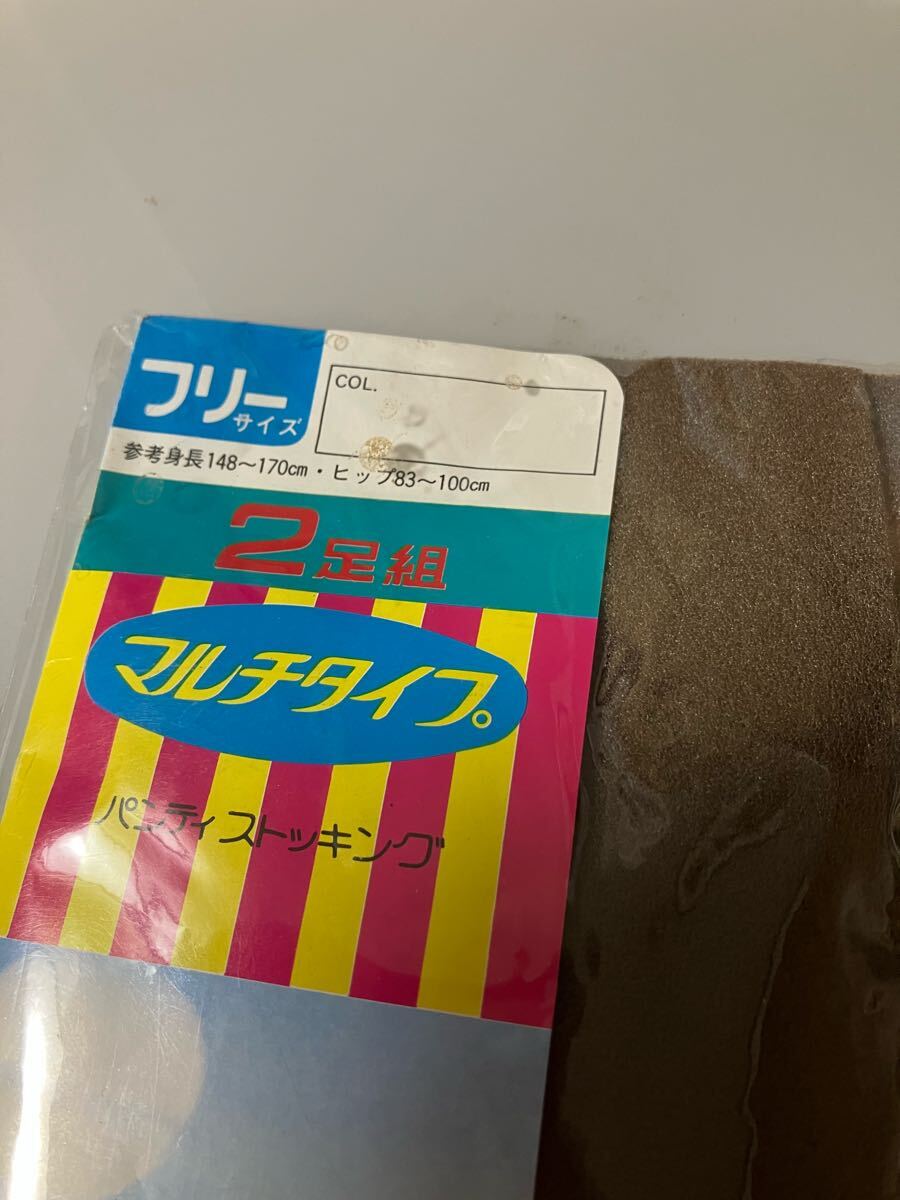 フリー
サイズ
COL.
参考身長148～170cm・ヒップ83～100cm
2足組
マルチタイプ。
パンティストッキング